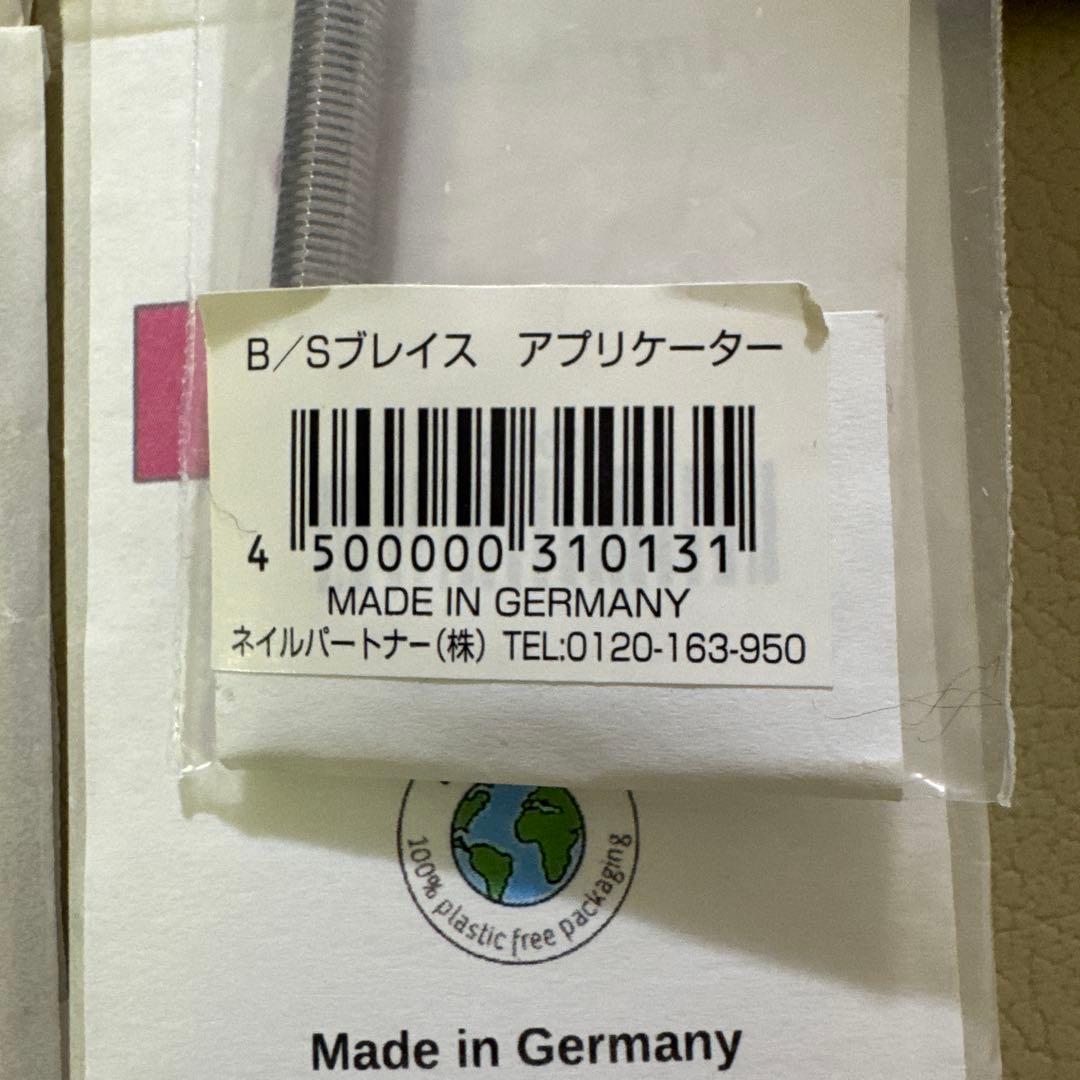 B／Sブレイス　アプリケーター
4 500000 310131
MADE IN GERMANY
ネイルパートナー(株) TEL:0120-163-950
100% plastic free packaging
Made in Germany